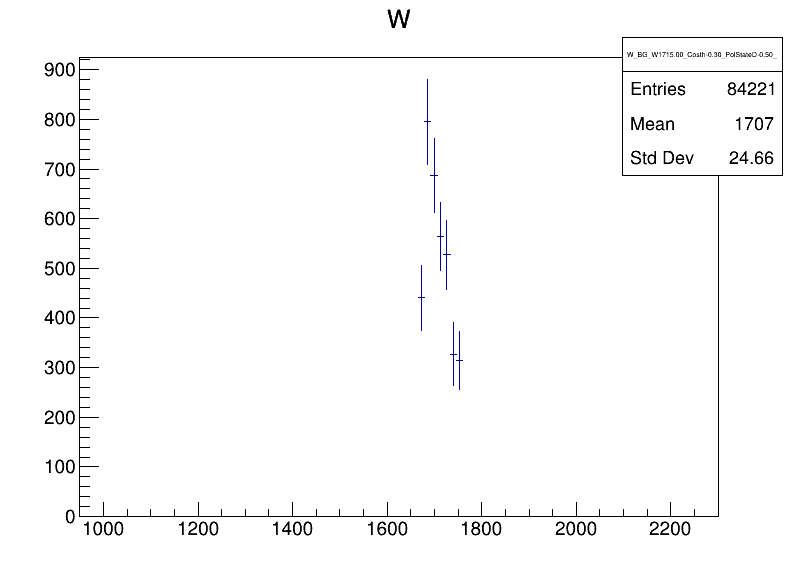 W
W_BG_W1715.00_Costh-0.30_PolStateD-0.50_
Entries 84221
Mean 1707
Std Dev 24.66
900
800
700
600
500
400
300
200
100
0
1000 1200 1400 1600 1800 2000 2200